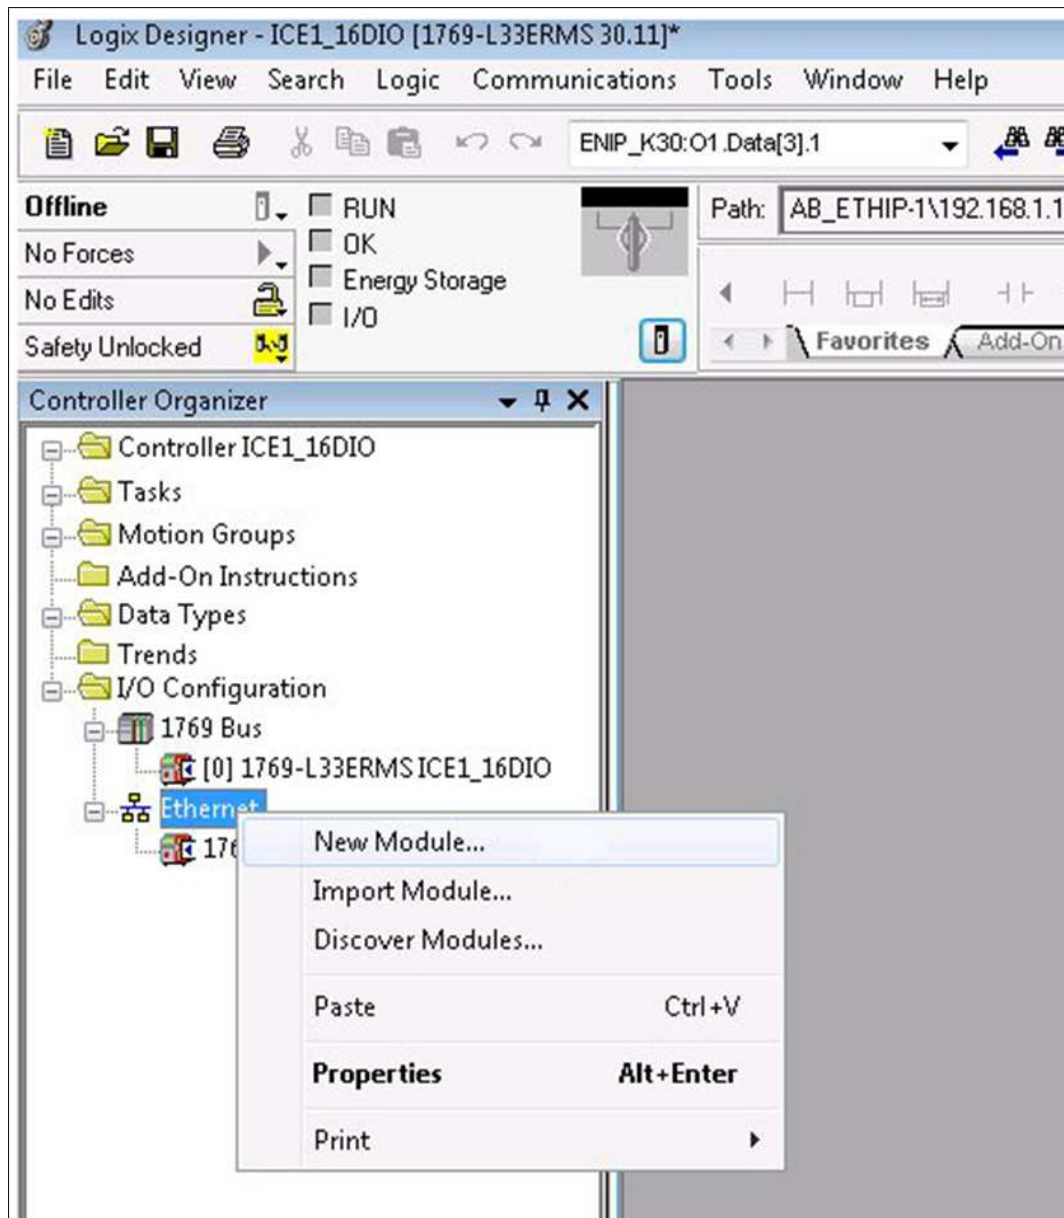 Logix Designer - ICE1_16DIO [1769-L33ERMS 30.11]*
File Edit View Search Logic Communications Tools Window Help
ENIP_K30:O1.Data[3].1
Offline
RUN
Path: AB_ETHIP-1\192.168.1.1
No Forces
OK
Energy Storage
No Edits
I/O
Safety Unlocked
Favorites Add-On
Controller Organizer
Controller ICE1_16DIO
Tasks
Motion Groups
Add-On Instructions
Data Types
Trends
I/O Configuration
1769 Bus
[0] 1769-L33ERMS ICE1_16DIO
Ethernet
176
New Module...
Import Module...
Discover Modules...
Paste Ctrl+V
Properties Alt+Enter
Print